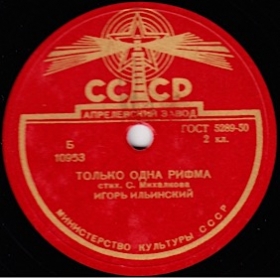 СССР
АПРЕЛЕВСКИЙ ЗАВОД
ГОСТ 5289-50
2 кл.
Б
10953
ТОЛЬКО ОДНА РИФМА
стих. С. Михалкова
ИГОРЬ ИЛЬИНСКИЙ
МИНИСТЕРСТВО КУЛЬТУРЫ СССР